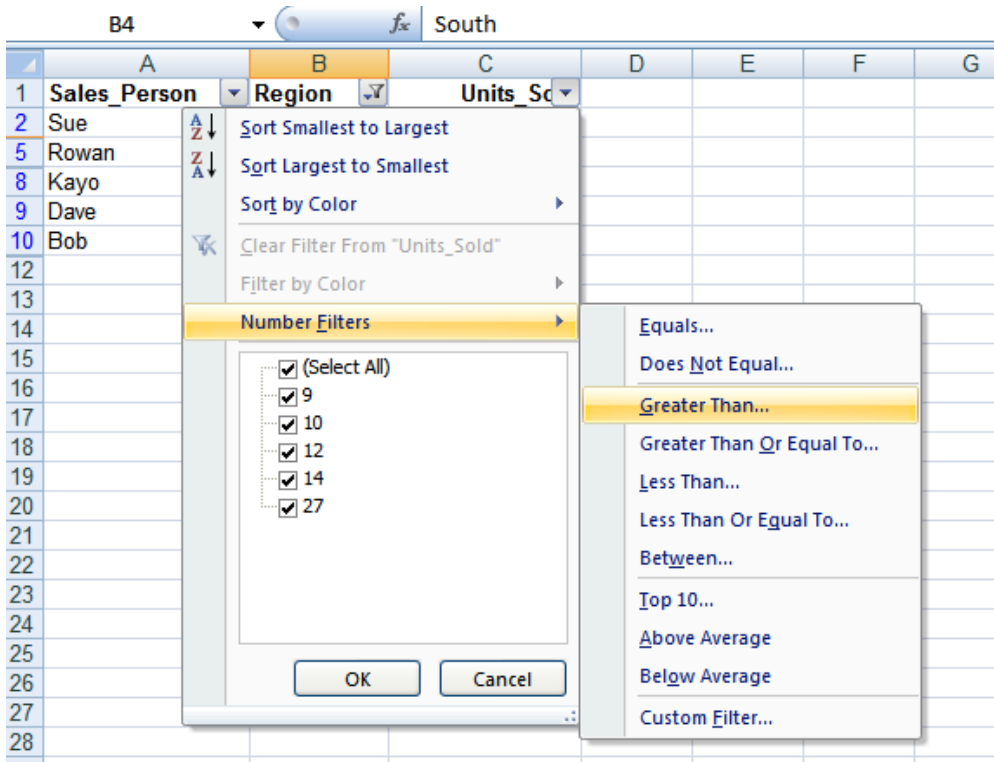 B4 fx South
A B C D E F G
1 Sales_Person Region Units_So
2 Sue
5 Rowan
8 Kayo
9 Dave
10 Bob
12
13
14
15
16
17
18
19
20
21
22
23
24
25
26
27
28
A Z Sort Smallest to Largest
Z A Sort Largest to Smallest
Sort by Color
Clear Filter From "Units_Sold"
Filter by Color
Number Filters
(Select All)
9
10
12
14
27
OK Cancel
Equals...
Does Not Equal...
Greater Than...
Greater Than Or Equal To...
Less Than...
Less Than Or Equal To...
Between...
Top 10...
Above Average
Below Average
Custom Filter...